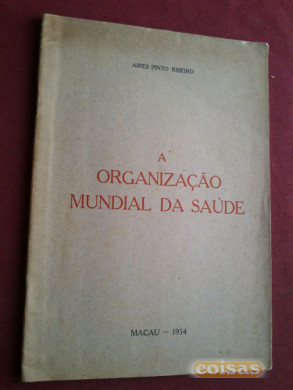 AIRES PINTO RIBEIRO
A
ORGANIZAÇÃO
MUNDIAL DA SAÚDE
MACAU — 1954
coisas